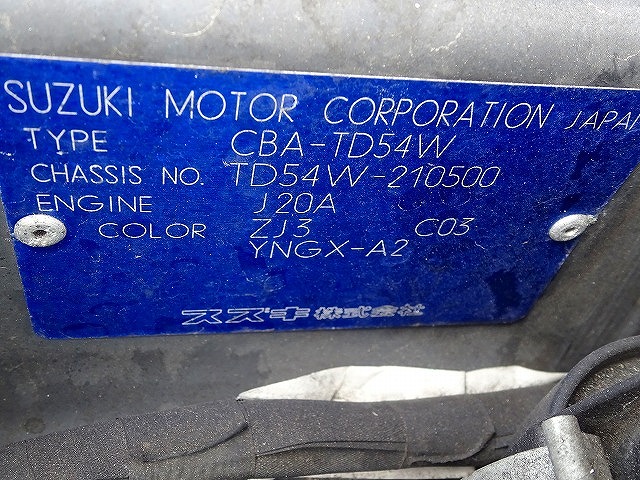 SUZUKI MOTOR CORPORATION JAPAN
TYPE CBA-TD54W
CHASSIS NO. TD54W-210500
ENGINE J20A
COLOR ZJ3 C03
YNGX-A2
スズキ株式会社